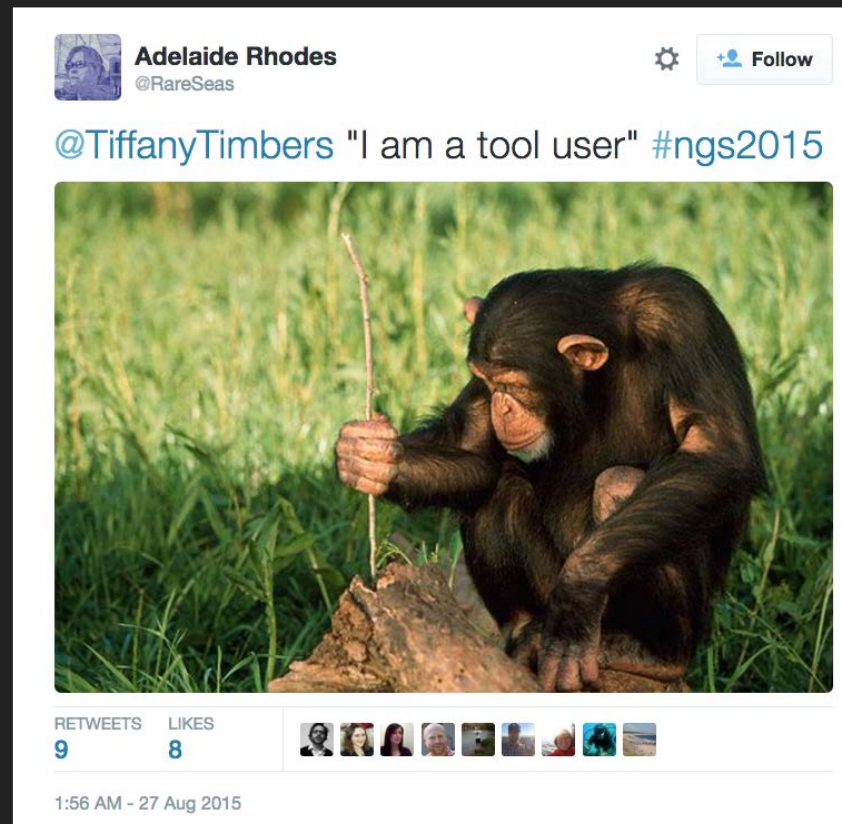 Adelaide Rhodes
@RareSeas
Follow
@TiffanyTimbers "I am a tool user" #ngs2015
RETWEETS LIKES
9 8
1:56 AM - 27 Aug 2015